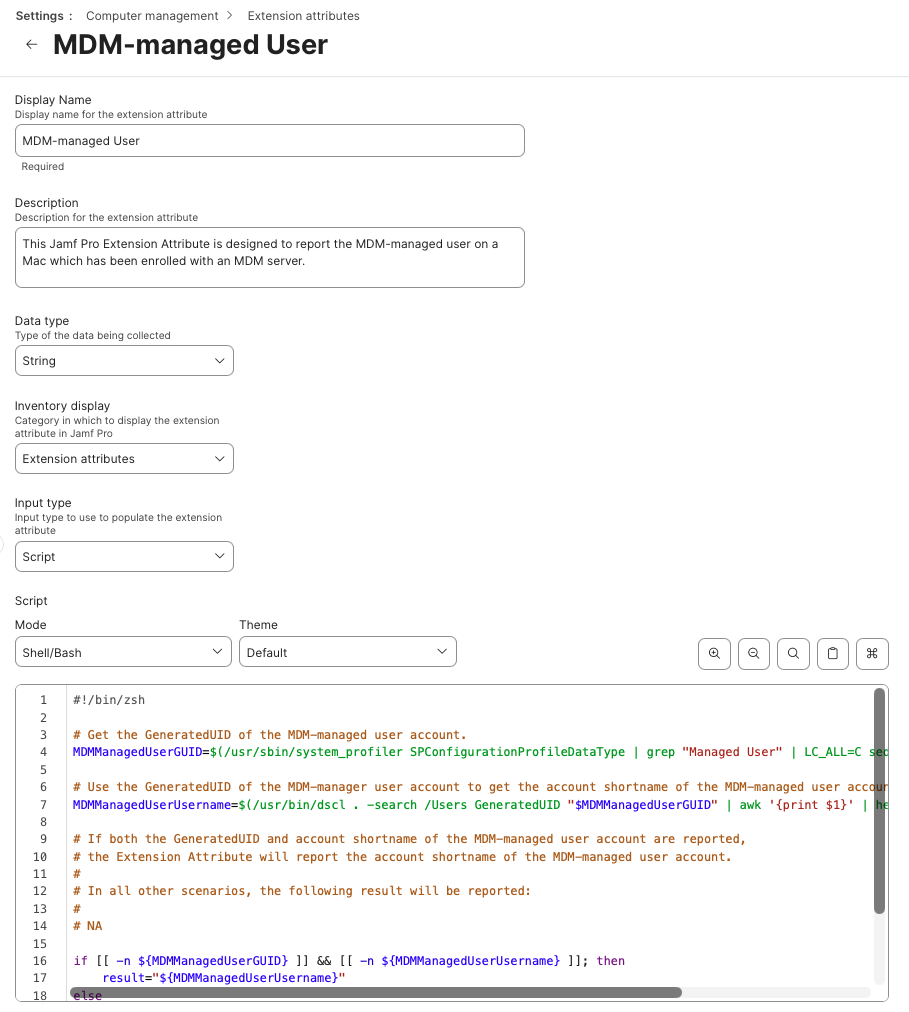 Settings : Computer management > Extension attributes
← MDM-managed User
Display Name
Display name for the extension attribute
MDM-managed User
Required
Description
Description for the extension attribute
This Jamf Pro Extension Attribute is designed to report the MDM-managed user on a
Mac which has been enrolled with an MDM server.
Data type
Type of the data being collected
String
Inventory display
Category in which to display the extension
attribute in Jamf Pro
Extension attributes
Input type
Input type to use to populate the extension
attribute
Script
Script
Mode Theme
Shell/Bash Default
1 #!/bin/zsh
2
3 # Get the GeneratedUID of the MDM-managed user account.
4 MDMManagedUserGUID=$(/usr/sbin/system_profiler SPConfigurationProfileDataType | grep "Managed User" | LC_ALL=C sed
5
6 # Use the GeneratedUID of the MDM-manager user account to get the account shortname of the MDM-managed user accour
7 MDMManagedUserUsername=$(/usr/bin/dscl . -search /Users GeneratedUID "$MDMManagedUserGUID" | awk '{print $1}' | he
8
9 # If both the GeneratedUID and account shortname of the MDM-managed user account are reported,
10 # the Extension Attribute will report the account shortname of the MDM-managed user account.
11 #
12 # In all other scenarios, the following result will be reported:
13 #
14 # NA
15
16 if [[ -n ${MDMManagedUserGUID} ]] && [[ -n ${MDMManagedUserUsername} ]]; then
17 result="${MDMManagedUserUsername}"
18 else